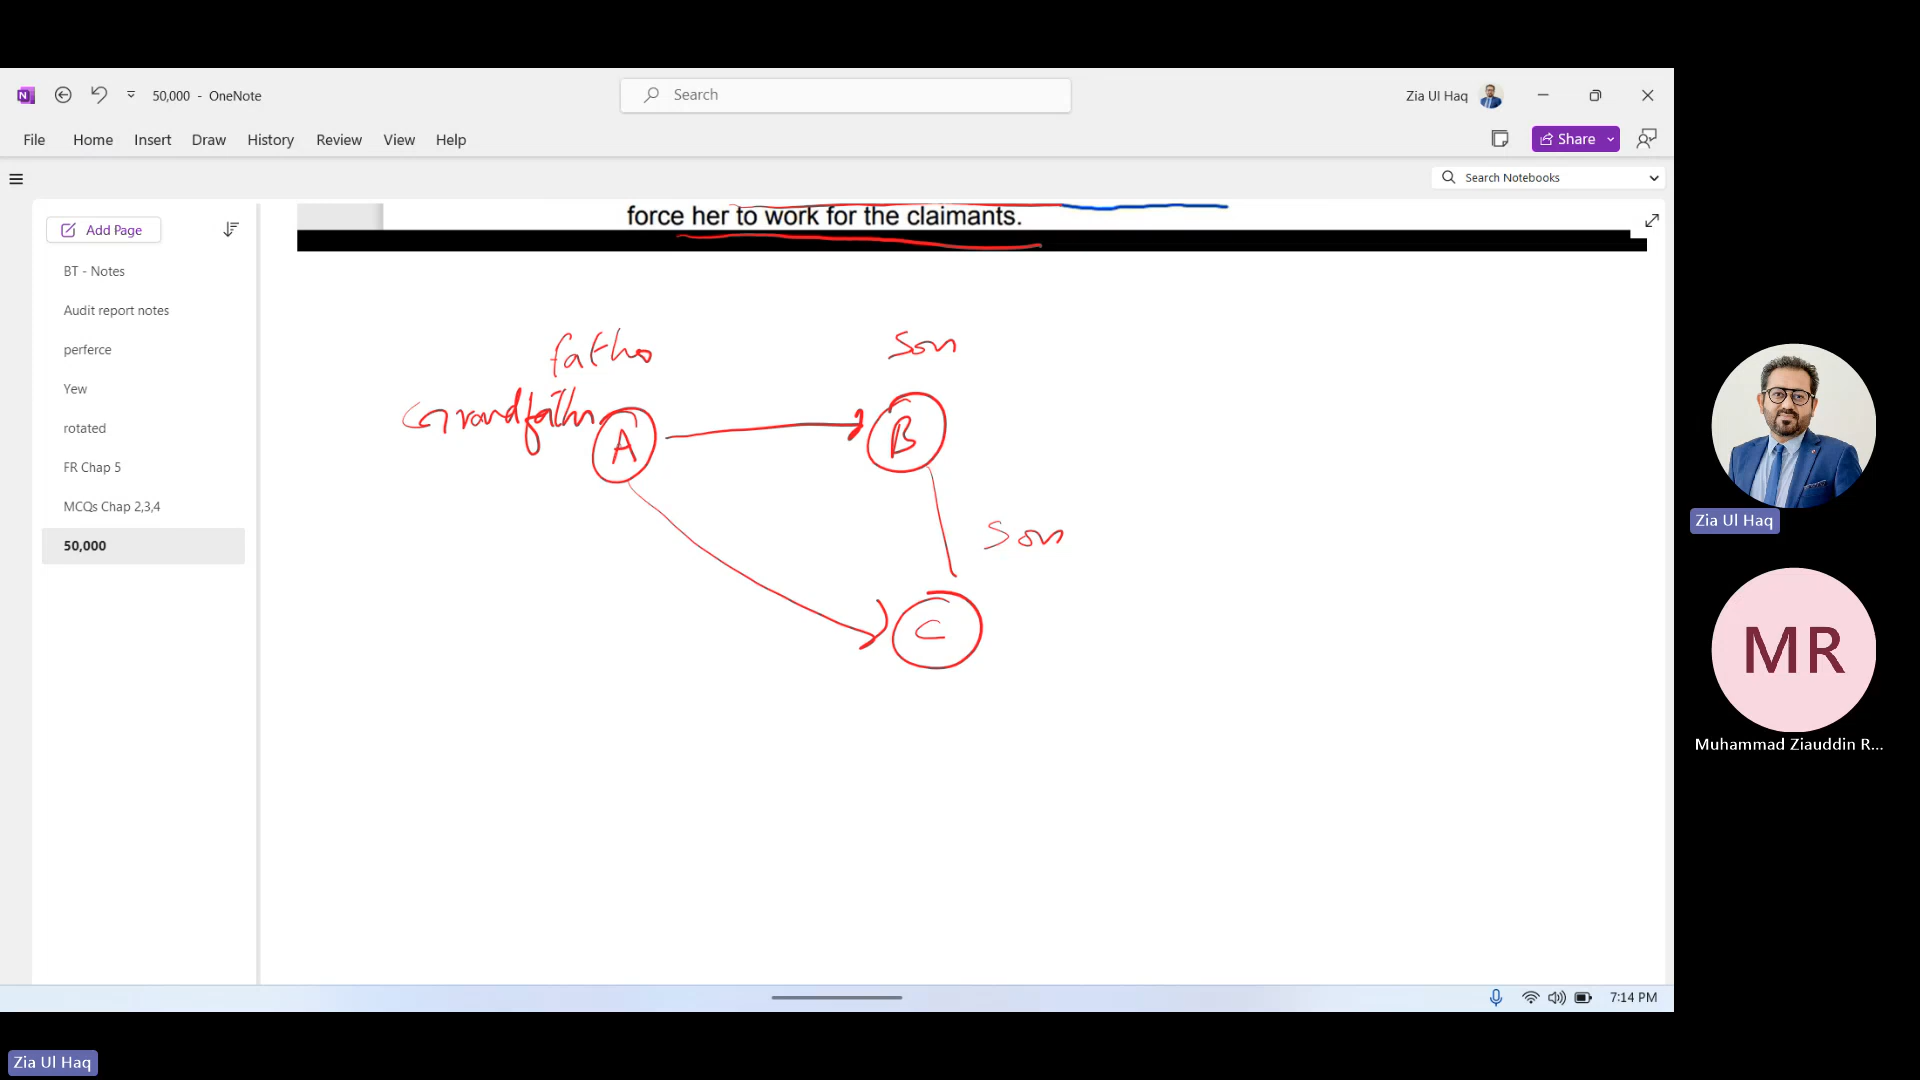 50,000 - OneNote
Search
Zia Ul Haq
File Home Insert Draw History Review View Help
Share
Search Notebooks
Add Page
force her to work for the claimants.
BT - Notes
Audit report notes
perferce
Yew
rotated
FR Chap 5
MCQs Chap 2,3,4
50,000
father
Son
Grandfather
A
B
Son
C
Zia Ul Haq
MR
Muhammad Ziauddin R...
7:14 PM
Zia Ul Haq